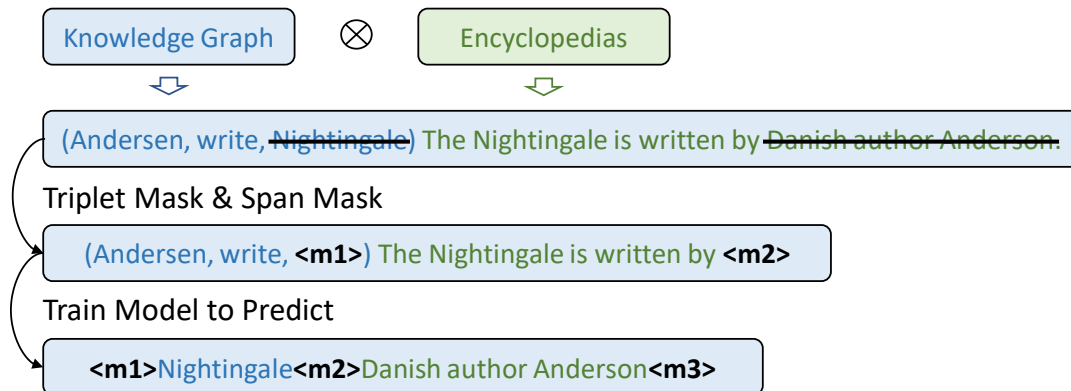 Knowledge Graph ⊗ Encyclopedias
(Andersen, write, Nightingale) The Nightingale is written by Danish author Anderson.
Triplet Mask & Span Mask
(Andersen, write, <m1>) The Nightingale is written by <m2>
Train Model to Predict
<m1>Nightingale<m2>Danish author Anderson<m3>